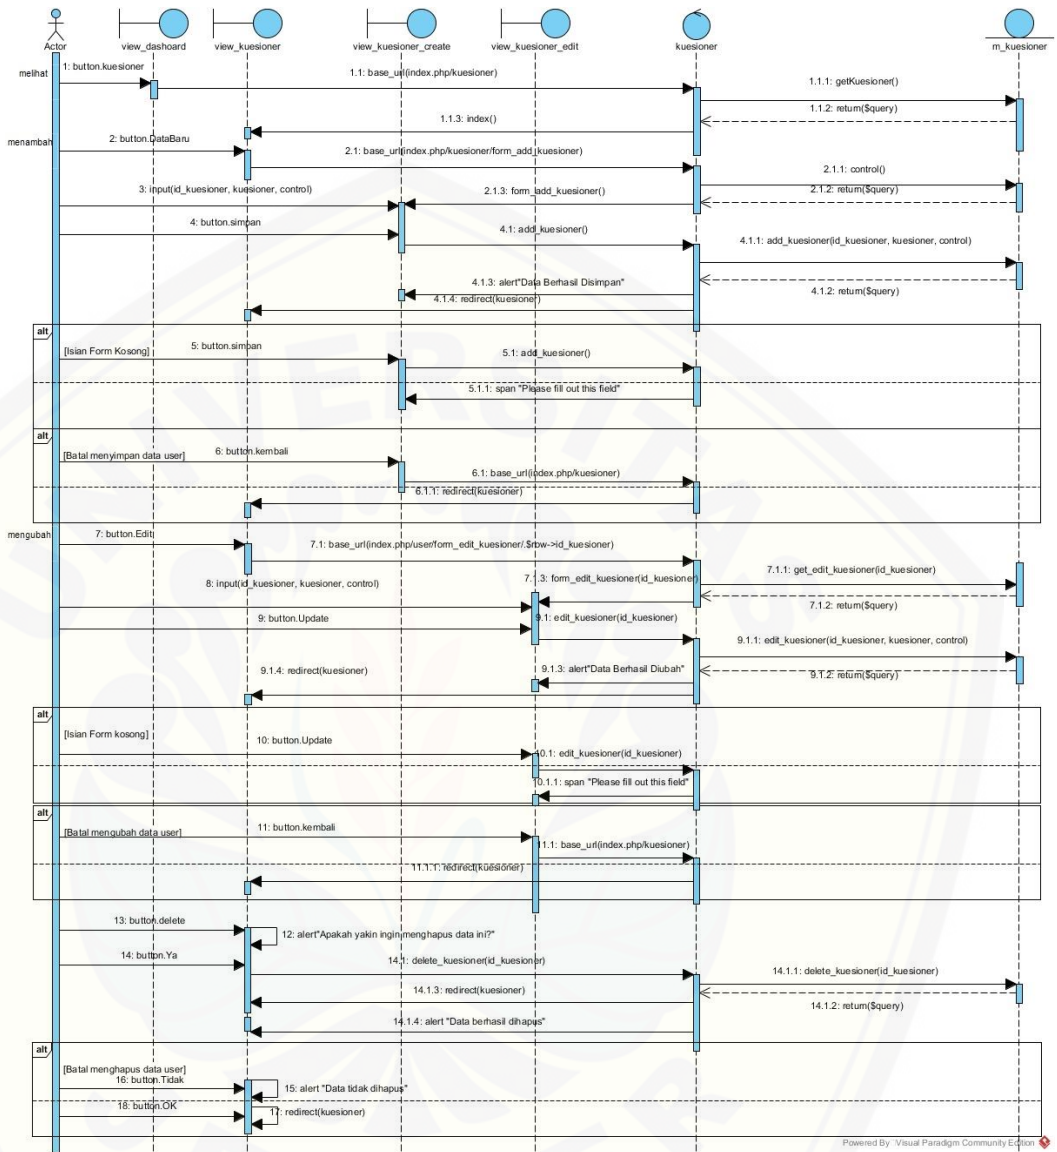 Actor
view_dashoard
view_kuesioner
view_kuesioner_create
view_kuesioner_edit
kuesioner
m_kuesioner
melihat
1: button.kuesioner
1.1: base_url(index.php/kuesioner)
1.1.1: getKuesioner()
1.1.2: return($query)
1.1.3: index()
menambah
2: button.DataBaru
2.1: base_url(index.php/kuesioner/form_add_kuesioner)
2.1.1: control()
2.1.2: return($query)
2.1.3: form_add_kuesioner()
3: input(id_kuesioner, kuesioner, control)
4: button.simpan
4.1: add_kuesioner()
4.1.1: add_kuesioner(id_kuesioner, kuesioner, control)
4.1.2: return($query)
4.1.3: alert"Data Berhasil Disimpan"
4.1.4: redirect(kuesioner)
alt
[Isian Form Kosong]
5: button.simpan
5.1: add_kuesioner()
5.1.1: span "Please fill out this field"
alt
[Batal menyimpan data user]
6: button.kembali
6.1: base_url(index.php/kuesioner)
6.1.1: redirect(kuesioner)
mengubah
7: button.Edit
7.1: base_url(index.php/user/form_edit_kuesioner/.$row->id_kuesioner)
7.1.1: get_edit_kuesioner(id_kuesioner)
7.1.2: return($query)
7.1.3: form_edit_kuesioner(id_kuesioner)
8: input(id_kuesioner, kuesioner, control)
9: button.Update
9.1: edit_kuesioner(id_kuesioner)
9.1.1: edit_kuesioner(id_kuesioner, kuesioner, control)
9.1.2: return($query)
9.1.3: alert"Data Berhasil Diubah"
9.1.4: redirect(kuesioner)
alt
[Isian Form kosong]
10: button.Update
10.1: edit_kuesioner(id_kuesioner)
10.1.1: span "Please fill out this field"
alt
[Batal mengubah data user]
11: button.kembali
11.1: base_url(index.php/kuesioner)
11.1.1: redirect(kuesioner)
13: button.delete
12: alert"Apakah yakin ingin menghapus data ini?"
14: button.Ya
14.1: delete_kuesioner(id_kuesioner)
14.1.1: delete_kuesioner(id_kuesioner)
14.1.2: return($query)
14.1.3: redirect(kuesioner)
14.1.4: alert "Data berhasil dihapus"
alt
[Batal menghapus data user]
16: button.Tidak
15: alert "Data tidak dihapus"
18: button.OK
17: redirect(kuesioner)
UNIVERSITAS
Powered By Visual Paradigm Community Edition